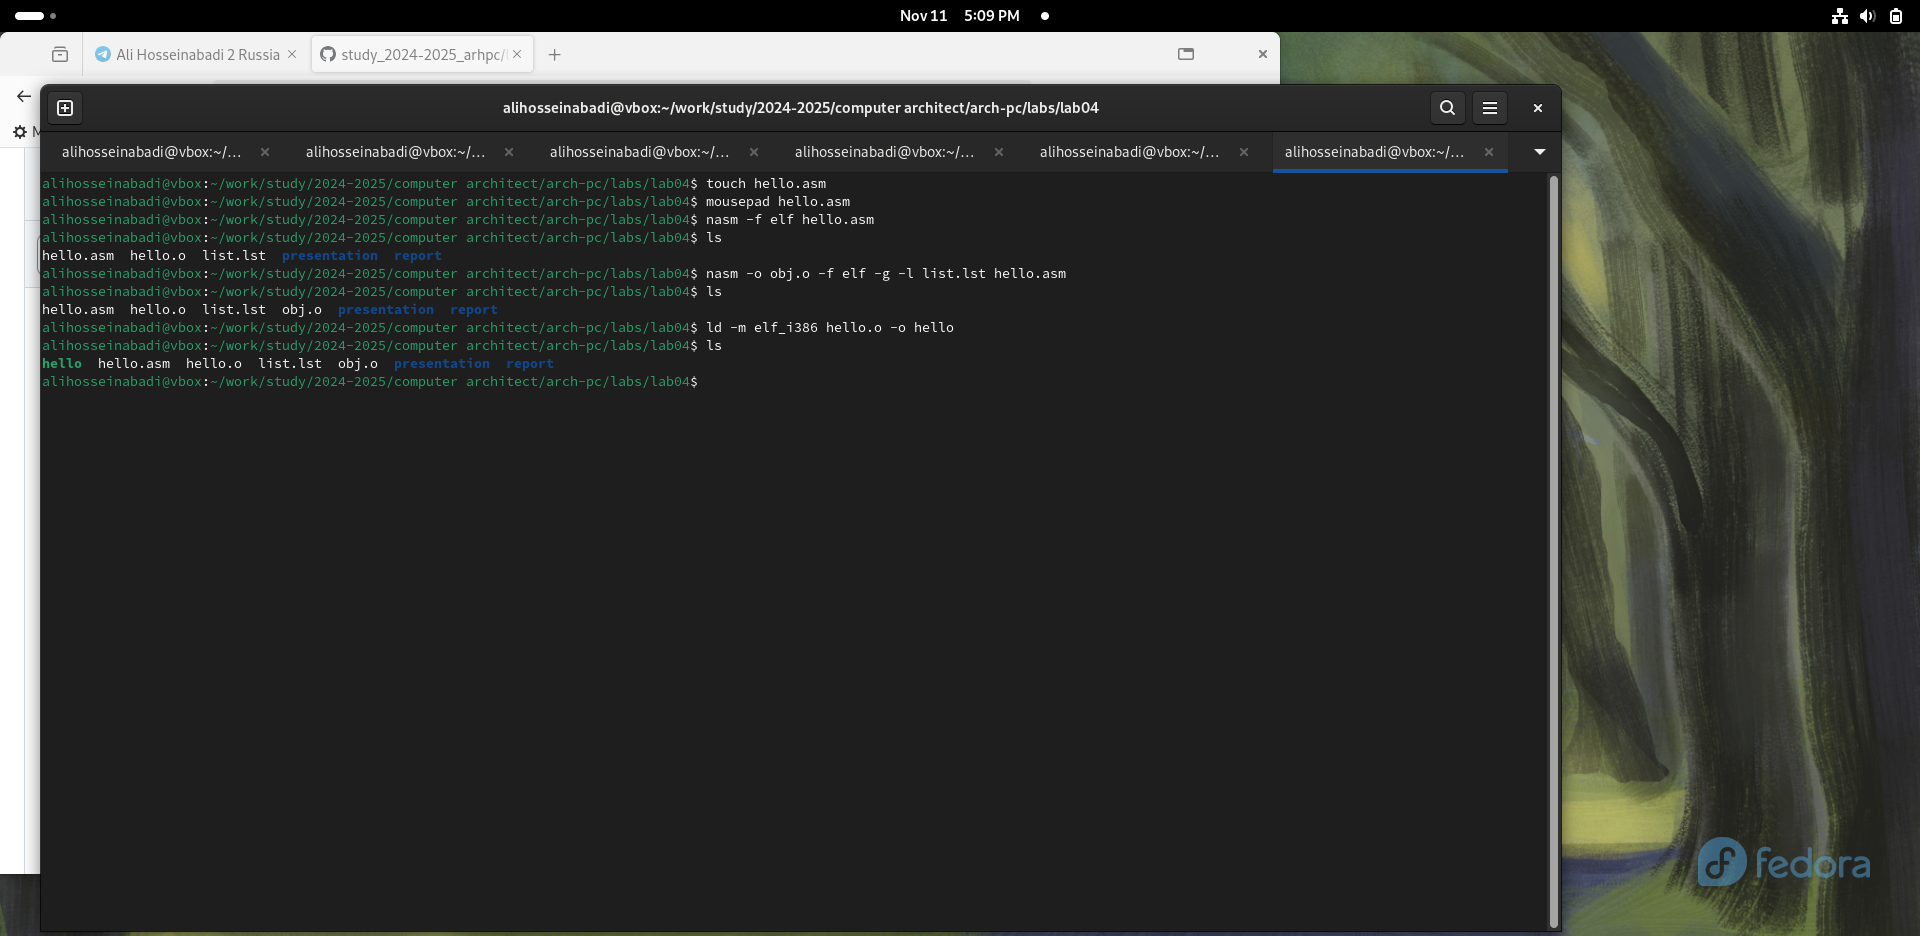 Nov 11 5:09 PM
Ali Hosseinabadi 2 Russia
study_2024-2025_arhpc/
M
alihosseinabadi@vbox:~/work/study/2024-2025/computer architect/arch-pc/labs/lab04
alihosseinabadi@vbox:~/... alihosseinabadi@vbox:~/... alihosseinabadi@vbox:~/... alihosseinabadi@vbox:~/... alihosseinabadi@vbox:~/... alihosseinabadi@vbox:~/...
alihosseinabadi@vbox:~/work/study/2024-2025/computer architect/arch-pc/labs/lab04$ touch hello.asm
alihosseinabadi@vbox:~/work/study/2024-2025/computer architect/arch-pc/labs/lab04$ mousepad hello.asm
alihosseinabadi@vbox:~/work/study/2024-2025/computer architect/arch-pc/labs/lab04$ nasm -f elf hello.asm
alihosseinabadi@vbox:~/work/study/2024-2025/computer architect/arch-pc/labs/lab04$ ls
hello.asm hello.o list.lst presentation report
alihosseinabadi@vbox:~/work/study/2024-2025/computer architect/arch-pc/labs/lab04$ nasm -o obj.o -f elf -g -l list.lst hello.asm
alihosseinabadi@vbox:~/work/study/2024-2025/computer architect/arch-pc/labs/lab04$ ls
hello.asm hello.o list.lst obj.o presentation report
alihosseinabadi@vbox:~/work/study/2024-2025/computer architect/arch-pc/labs/lab04$ ld -m elf_i386 hello.o -o hello
alihosseinabadi@vbox:~/work/study/2024-2025/computer architect/arch-pc/labs/lab04$ ls
hello hello.asm hello.o list.lst obj.o presentation report
alihosseinabadi@vbox:~/work/study/2024-2025/computer architect/arch-pc/labs/lab04$
fedora